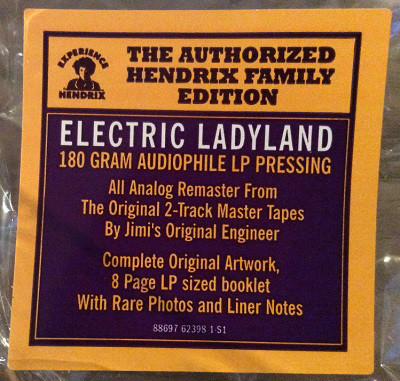 EXPERIENCE
HENDRIX
THE AUTHORIZED
HENDRIX FAMILY
EDITION
ELECTRIC LADYLAND
180 GRAM AUDIOPHILE LP PRESSING
All Analog Remaster From
The Original 2-Track Master Tapes
By Jimi's Original Engineer
Complete Original Artwork,
8 Page LP sized booklet
With Rare Photos and Liner Notes
88697 62398 1-S1